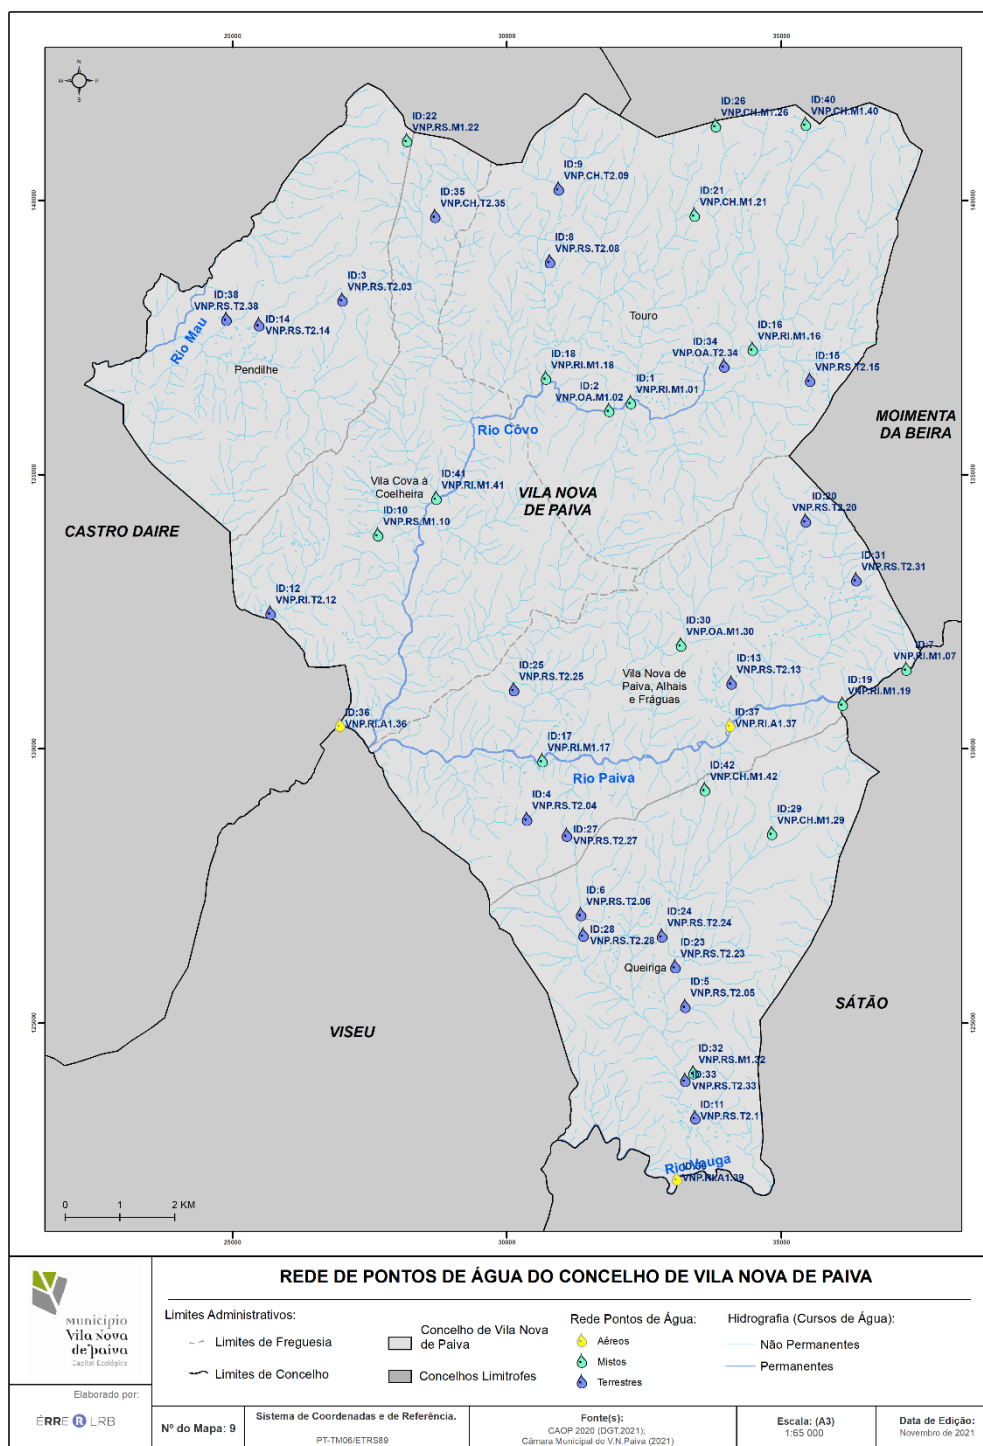 25000
30000
35000
N
W
E
S
ID:22
VNP.RS.M1.22
ID:26
VNP.CH.M1.26
ID:40
VNP.CH.M1.40
ID:9
VNP.CH.T2.09
ID:35
VNP.CH.T2.35
ID:21
VNP.CH.M1.21
140000
140000
ID:8
VNP.RS.T2.08
ID:3
VNP.RS.T2.03
ID:38
VNP.RS.T2.38
ID:14
VNP.RS.T2.14
Rio Mau
Pendilhe
Touro
ID:16
VNP.RI.M1.16
ID:34
VNP.OA.T2.34
ID:15
VNP.RS.T2.15
ID:18
VNP.RI.M1.18
ID:2
VNP.OA.M1.02
ID:1
VNP.RI.M1.01
MOIMENTA
DA BEIRA
Rio Côvo
135000
135000
ID:41
VNP.RI.M1.41
Vila Cova à
Coelheira
VILA NOVA
DE PAIVA
ID:10
VNP.RS.M1.10
ID:20
VNP.RS.T2.20
CASTRO DAIRE
ID:31
VNP.RS.T2.31
ID:12
VNP.RI.T2.12
ID:30
VNP.OA.M1.30
ID:7
VNP.RI.M1.07
ID:25
VNP.RS.T2.25
Vila Nova de
Paiva, Alhais
e Fráguas
ID:13
VNP.RS.T2.13
ID:19
VNP.RI.M1.19
ID:36
VNP.RI.A1.36
ID:37
VNP.RI.A1.37
130000
130000
ID:17
VNP.RI.M1.17
Rio Paiva
ID:42
VNP.CH.M1.42
ID:4
VNP.RS.T2.04
ID:29
VNP.CH.M1.29
ID:27
VNP.RS.T2.27
ID:6
VNP.RS.T2.06
ID:24
VNP.RS.T2.24
ID:28
VNP.RS.T2.28
ID:23
VNP.RS.T2.23
Queiriga
ID:5
VNP.RS.T2.05
SÁTÃO
VISEU
125000
125000
ID:32
VNP.RS.M1.32
ID:33
VNP.RS.T2.33
ID:11
VNP.RS.T2.11
Rio Vouga
VNP.RI.A1.39
0 1 2 KM
25000
30000
35000
REDE DE PONTOS DE ÁGUA DO CONCELHO DE VILA NOVA DE PAIVA
Município
Vila Nova
de paiva
Capital Ecológica
Elaborado por:
ÉRRE R LRB
Limites Administrativos:
Limites de Freguesia
Limites de Concelho
Concelho de Vila Nova
de Paiva
Concelhos Limítrofes
Rede Pontos de Água:
Aéreos
Mistos
Terrestres
Hidrografia (Cursos de Água):
Não Permanentes
Permanentes
Nº do Mapa: 9
Sistema de Coordenadas e de Referência.
PT-TM06/ETRS89
Fonte(s):
CAOP 2020 (DGT,2021);
Câmara Municipal do V.N.Paiva (2021)
Escala: (A3)
1:65 000
Data de Edição:
Novembro de 2021